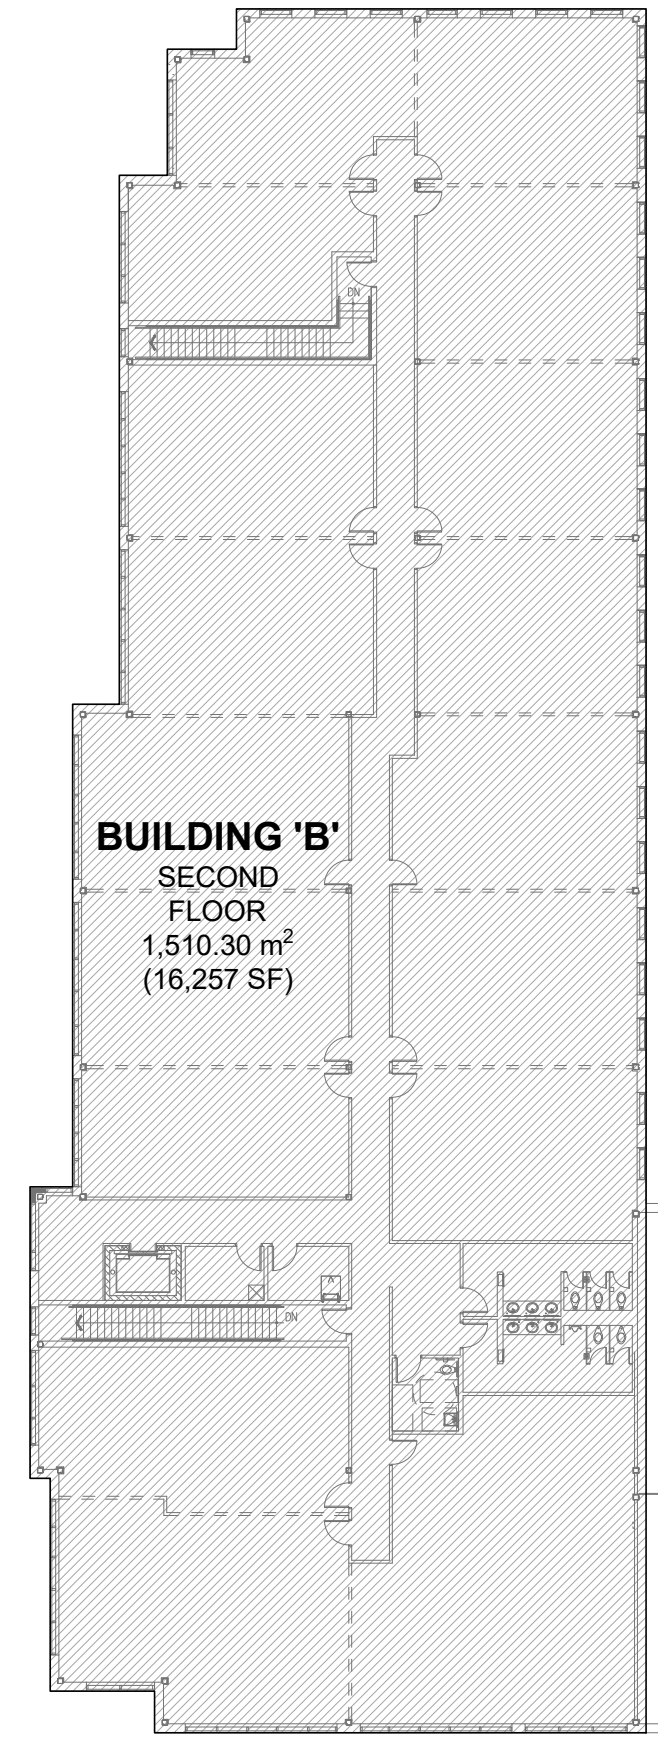 DN
BUILDING 'B'
SECOND
FLOOR
1,510.30 m²
(16,257 SF)
DN